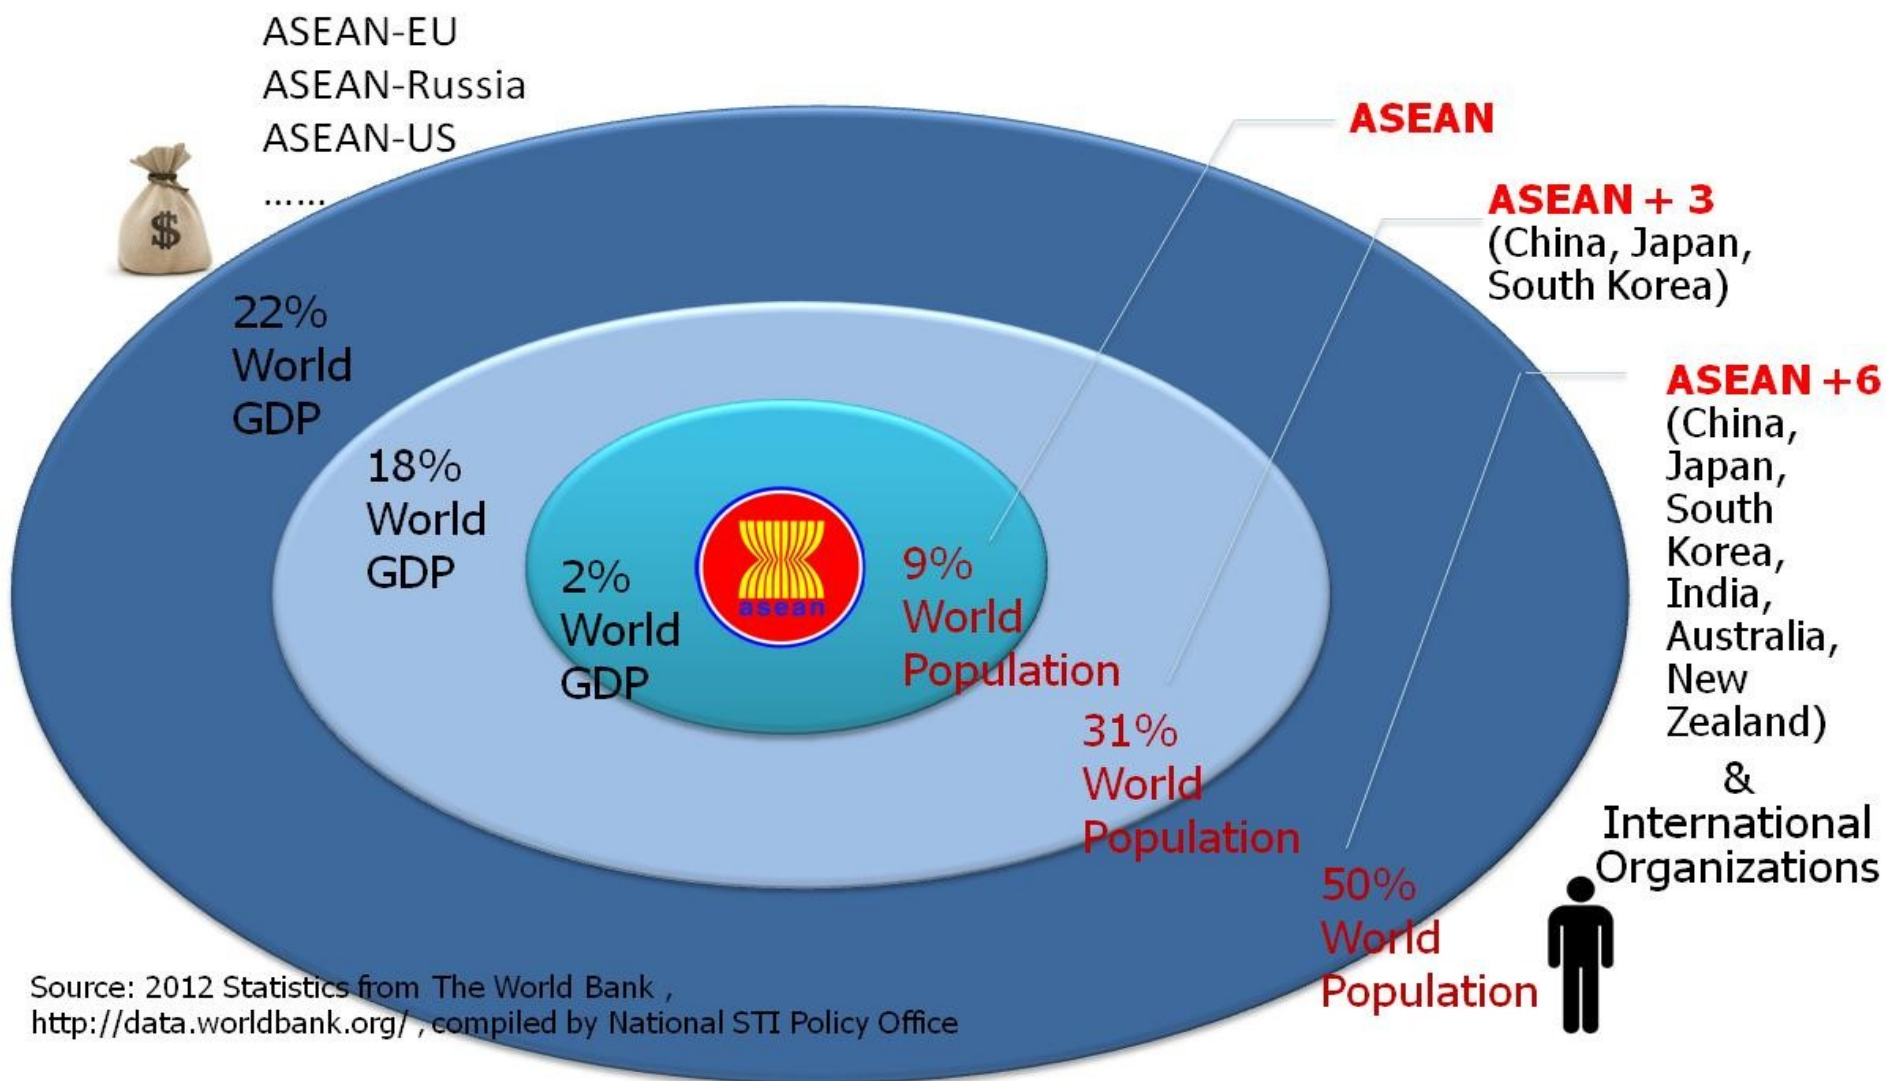 ASEAN-EU
ASEAN-Russia
ASEAN-US
......
$
ASEAN
ASEAN + 3
(China, Japan,
South Korea)
ASEAN +6
(China,
Japan,
South
Korea,
India,
Australia,
New
Zealand)
&
International
Organizations
22%
World
GDP
18%
World
GDP
2%
World
GDP
asean
9%
World
Population
31%
World
Population
50%
World
Population
Source: 2012 Statistics from The World Bank ,
http://data.worldbank.org/ , compiled by National STI Policy Office